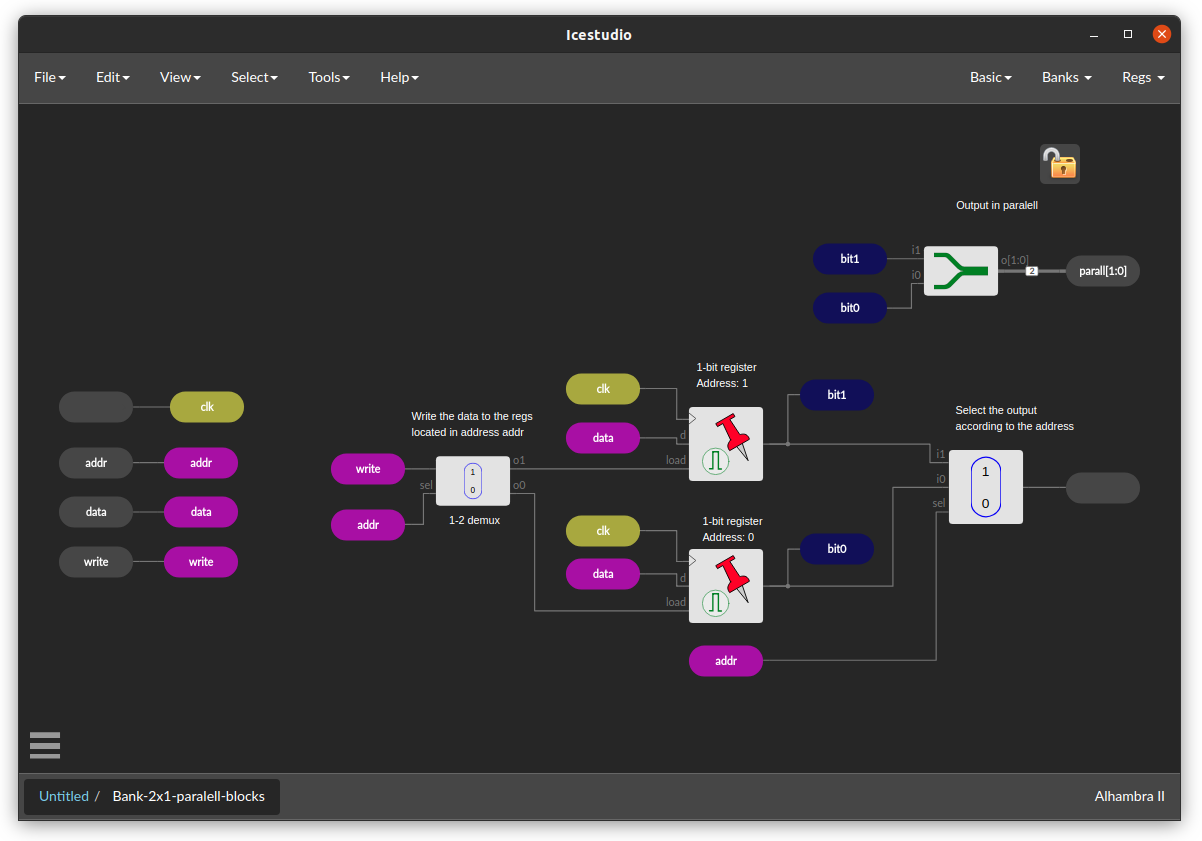 Icestudio
File Edit View Select Tools Help Basic Banks Regs
Output in paralell
bit1
i1
o[1:0]
2
parall[1:0]
i0
bit0
1-bit register
Address: 1
clk
bit1
data
d
load
clk
addr
addr
data
data
write
write
Write the data to the regs
located in address addr
write
addr
sel
1
0
o1
o0
1-2 demux
1-bit register
Address: 0
clk
bit0
data
d
load
addr
Select the output
according to the address
i1
i0
sel
1
0
Untitled / Bank-2x1-paralell-blocks
Alhambra II